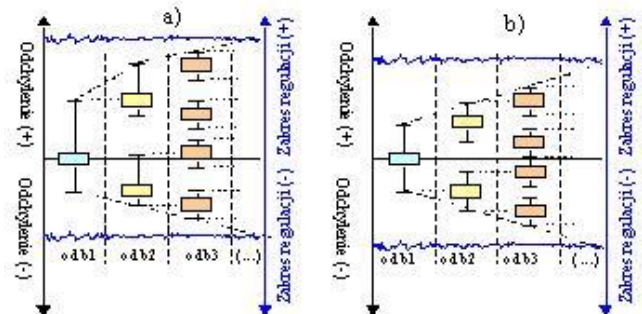 a)
Odchylenie (+)
Odchylenie (-)
Zakres regulacji (+)
Zakres regulacji (-)
odb1 odb2 odb3 (...)
b)
Odchylenie (+)
Odchylenie (-)
Zakres regulacji (+)
Zakres regulacji (-)
odb1 odb2 odb3 (...)